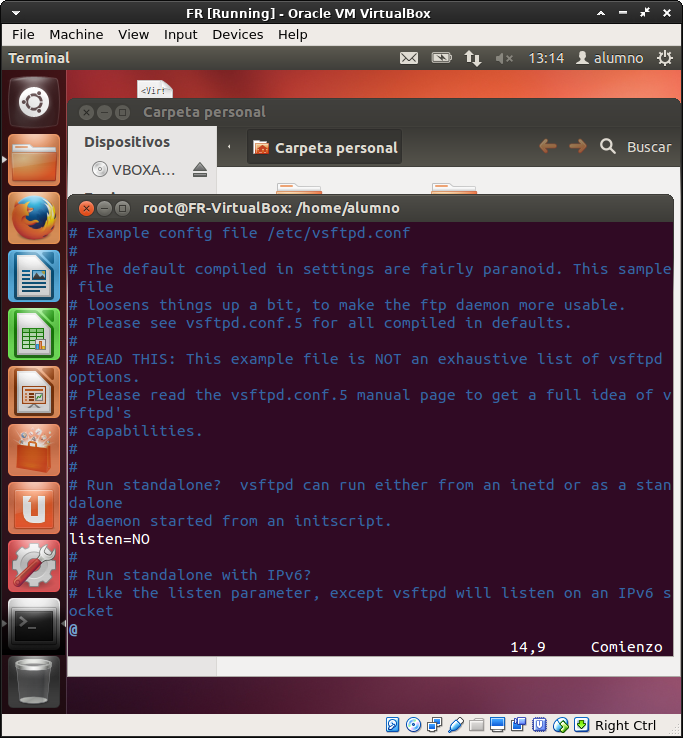 FR [Running] - Oracle VM VirtualBox
File Machine View Input Devices Help
Terminal 13:14 alumno
<Vir
Carpeta personal
Dispositivos
Carpeta personal Buscar
VBOXA...
root@FR-VirtualBox: /home/alumno
# Example config file /etc/vsftpd.conf
#
# The default compiled in settings are fairly paranoid. This sample
file
# loosens things up a bit, to make the ftp daemon more usable.
# Please see vsftpd.conf.5 for all compiled in defaults.
#
# READ THIS: This example file is NOT an exhaustive list of vsftpd
options.
# Please read the vsftpd.conf.5 manual page to get a full idea of v
sftpd's
# capabilities.
#
#
# Run standalone?  vsftpd can run either from an inetd or as a stan
dalone
# daemon started from an initscript.
listen=NO
#
# Run standalone with IPv6?
# Like the listen parameter, except vsftpd will listen on an IPv6 s
ocket
@
14,9 Comienzo
Right Ctrl